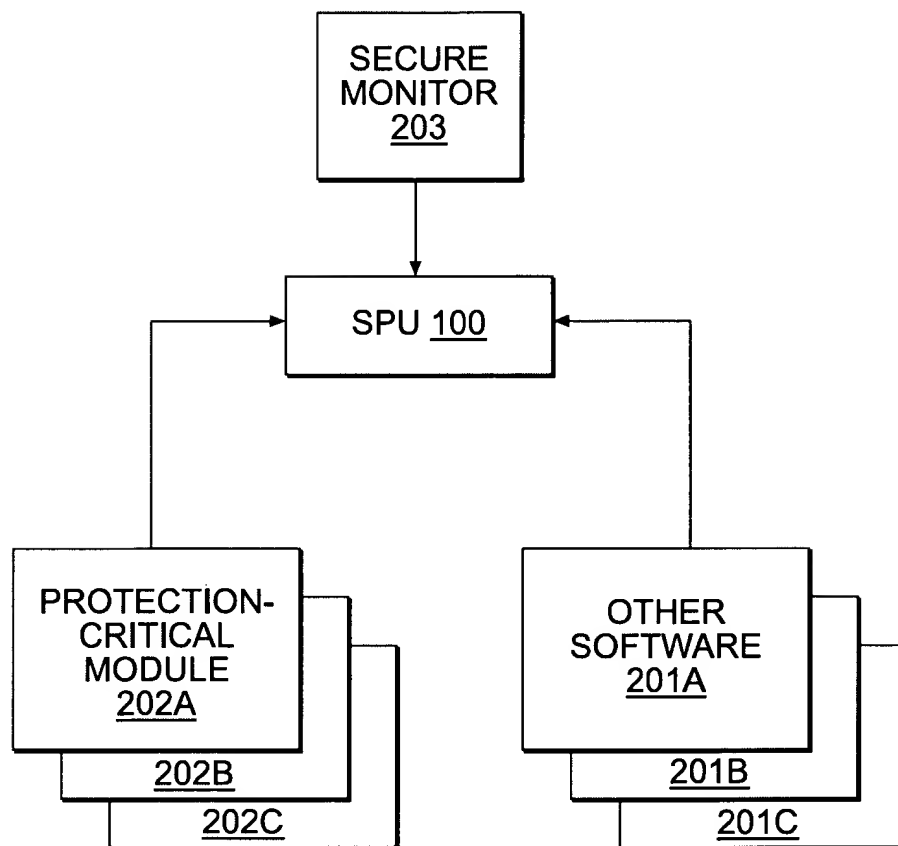 SECURE
MONITOR
203
SPU 100
PROTECTION-
CRITICAL
MODULE
202A
202B
202C
OTHER
SOFTWARE
201A
201B
201C